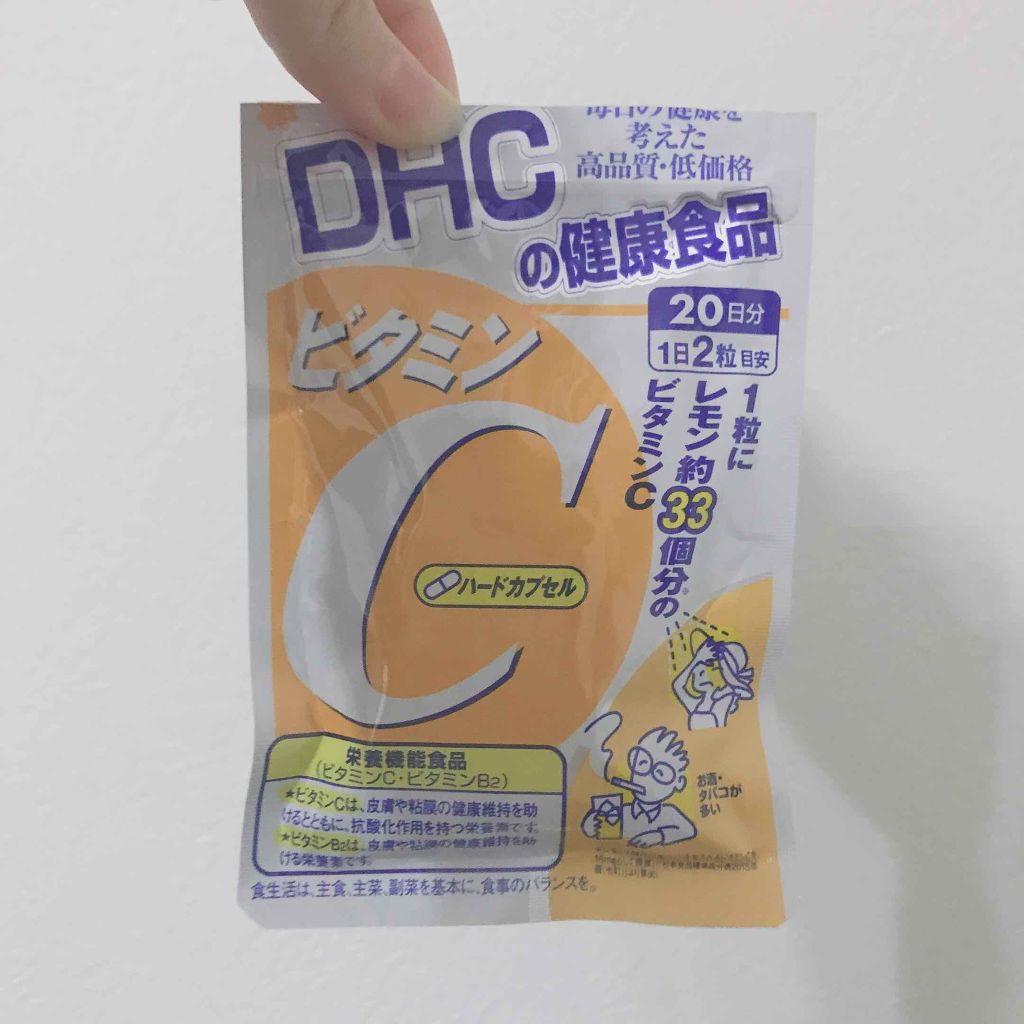 毎日の健康を
考えた
高品質・低価格
DHC
の健康食品
20日分
1日2粒目安
ビタミン
C
1粒に
レモン約33個分の※
ビタミンC
ハードカプセル
お酒・
タバコが
多い
栄養機能食品
(ビタミンC・ビタミンB2)
★ビタミンCは、皮膚や粘膜の健康維持を助
けるとともに、抗酸化作用を持つ栄養素です。
★ビタミンB2は、皮膚や粘膜の健康維持を助
ける栄養素です。
食生活は、主食、主菜、副菜を基本に、食事のバランスを。